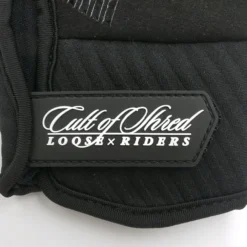 Cult of Shred
LOOSE × RIDERS